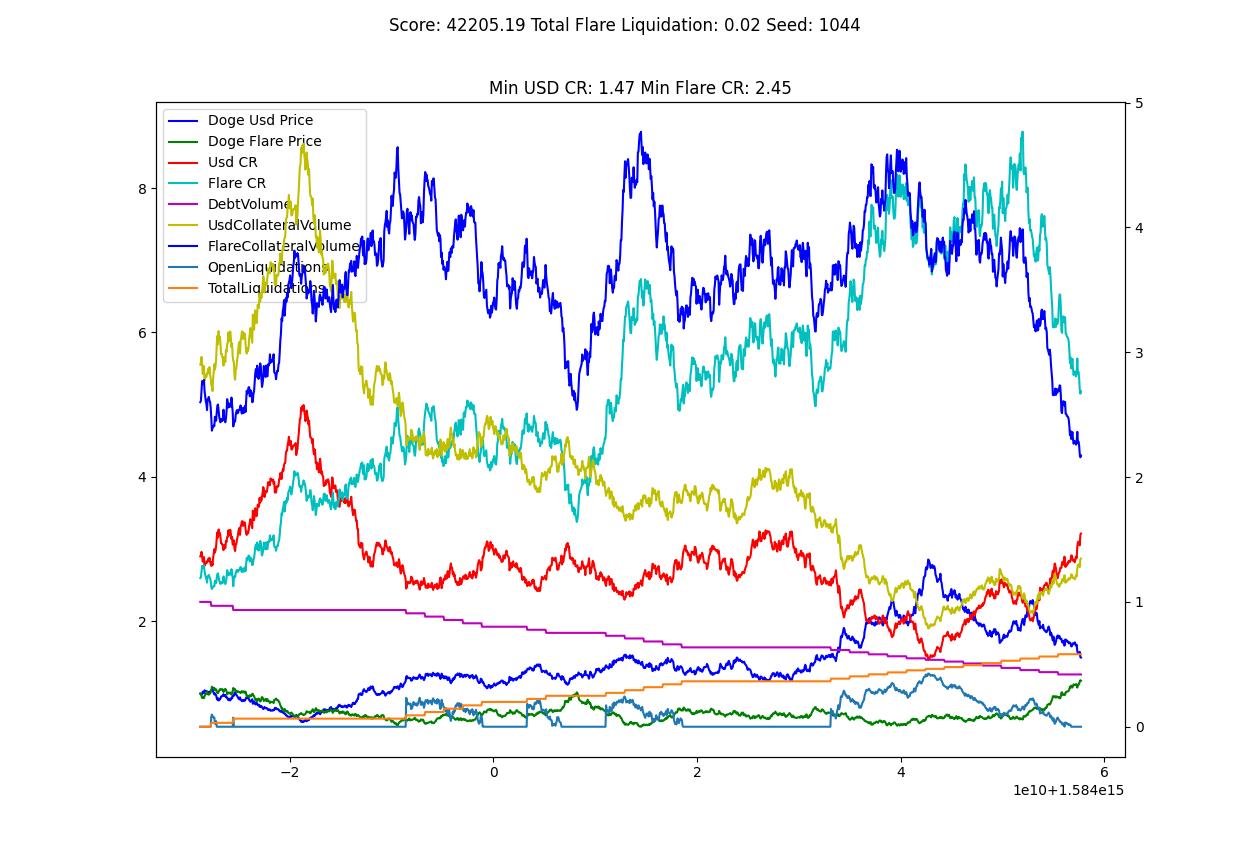 Score: 42205.19 Total Flare Liquidation: 0.02 Seed: 1044
Min USD CR: 1.47 Min Flare CR: 2.45
Doge Usd Price
Doge Flare Price
Usd CR
Flare CR
DebtVolume
UsdCollateralVolume
FlareCollateralVolume
OpenLiquidations
TotalLiquidations
8
6
4
2
5
4
3
2
1
0
−2
0
2
4
6
1e10+1.584e15